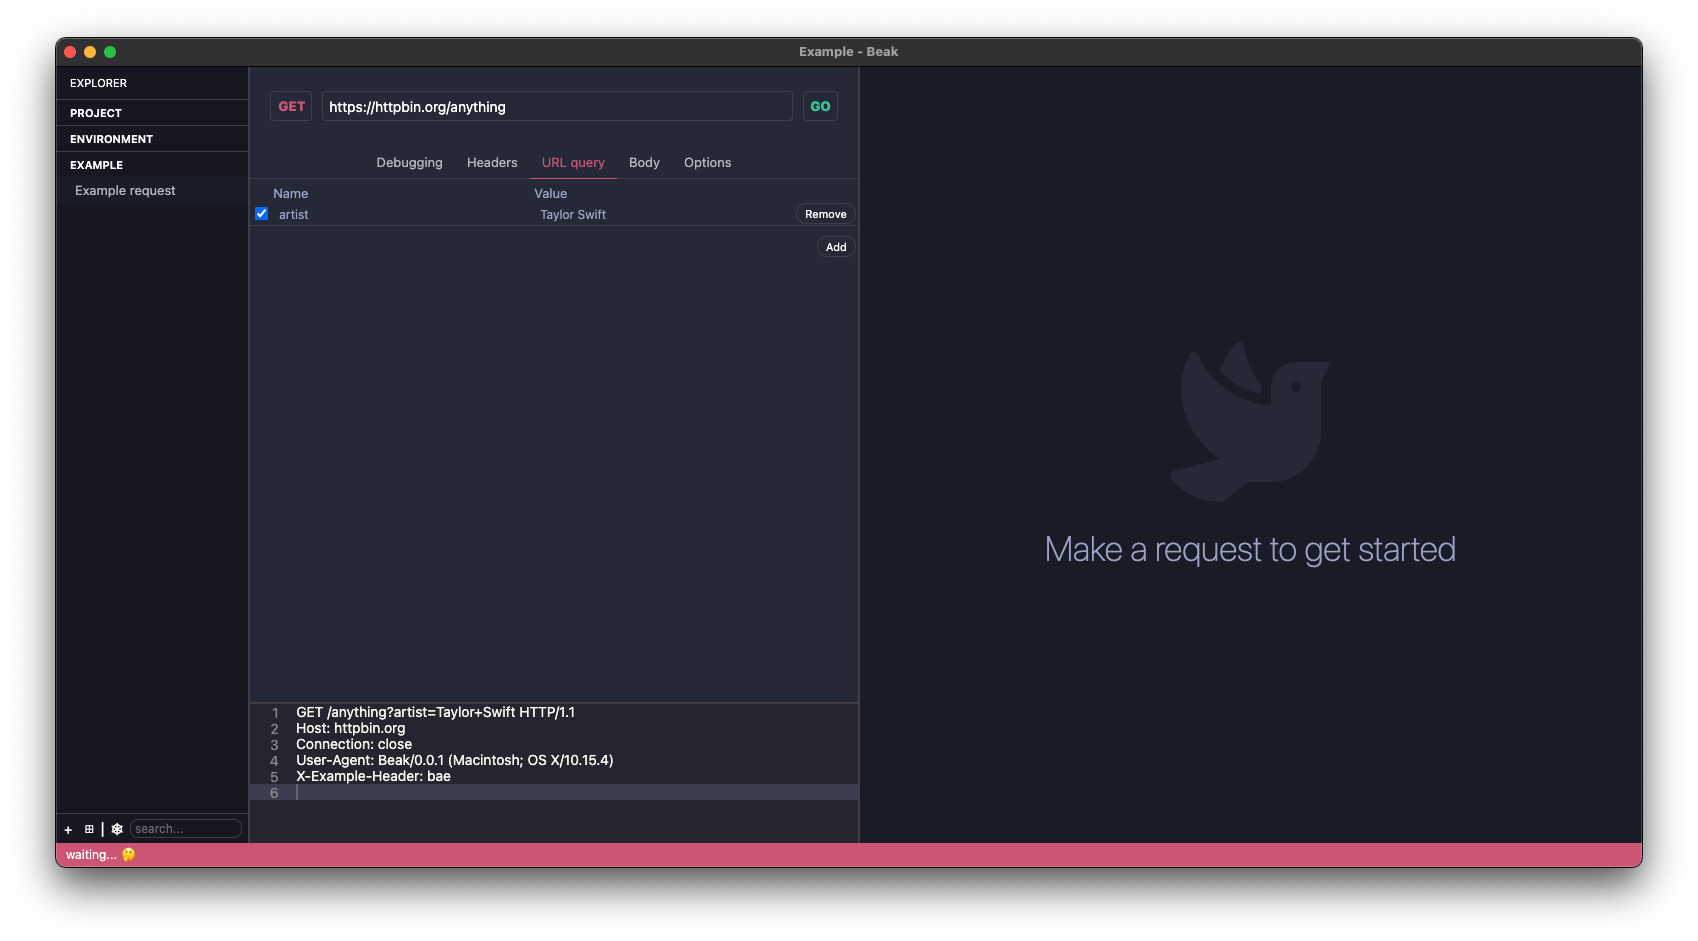 Example - Beak
EXPLORER
PROJECT
ENVIRONMENT
EXAMPLE
Example request
+ ⊞ | search...
GET https://httpbin.org/anything GO
Debugging Headers URL query Body Options
Name Value
artist Taylor Swift Remove
Add
1 GET /anything?artist=Taylor+Swift HTTP/1.1
2 Host: httpbin.org
3 Connection: close
4 User-Agent: Beak/0.0.1 (Macintosh; OS X/10.15.4)
5 X-Example-Header: bae
6
Make a request to get started
waiting... 🤔